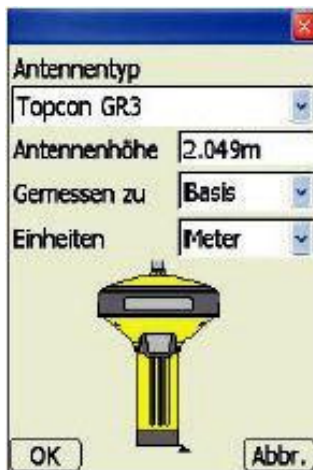 Antennentyp
Topcon GR3
Antennenhöhe 2.049m
Gemessen zu Basis
Einheiten Meter
OK Abbr.